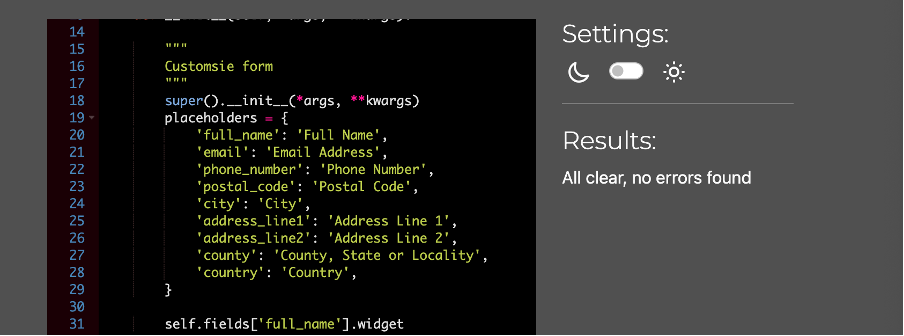 14
15 """
16 Customsie form
17 """
18 super().__init__(*args, **kwargs)
19 placeholders = {
20 'full_name': 'Full Name',
21 'email': 'Email Address',
22 'phone_number': 'Phone Number',
23 'postal_code': 'Postal Code',
24 'city': 'City',
25 'address_line1': 'Address Line 1',
26 'address_line2': 'Address Line 2',
27 'county': 'County, State or Locality',
28 'country': 'Country',
29 }
30
31 self.fields['full_name'].widget
Settings:
Results:
All clear, no errors found